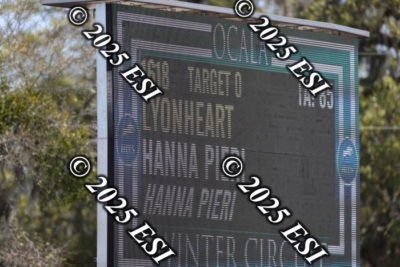 OCALA
1618 TARGET 0 TA: 85
LYONHEART
HANNA PIERI
HANNA PIERI
WINTER CIRCUIT
© 2025 ESI
© 2025 ESI
© 2025 ESI
© 2025 ESI